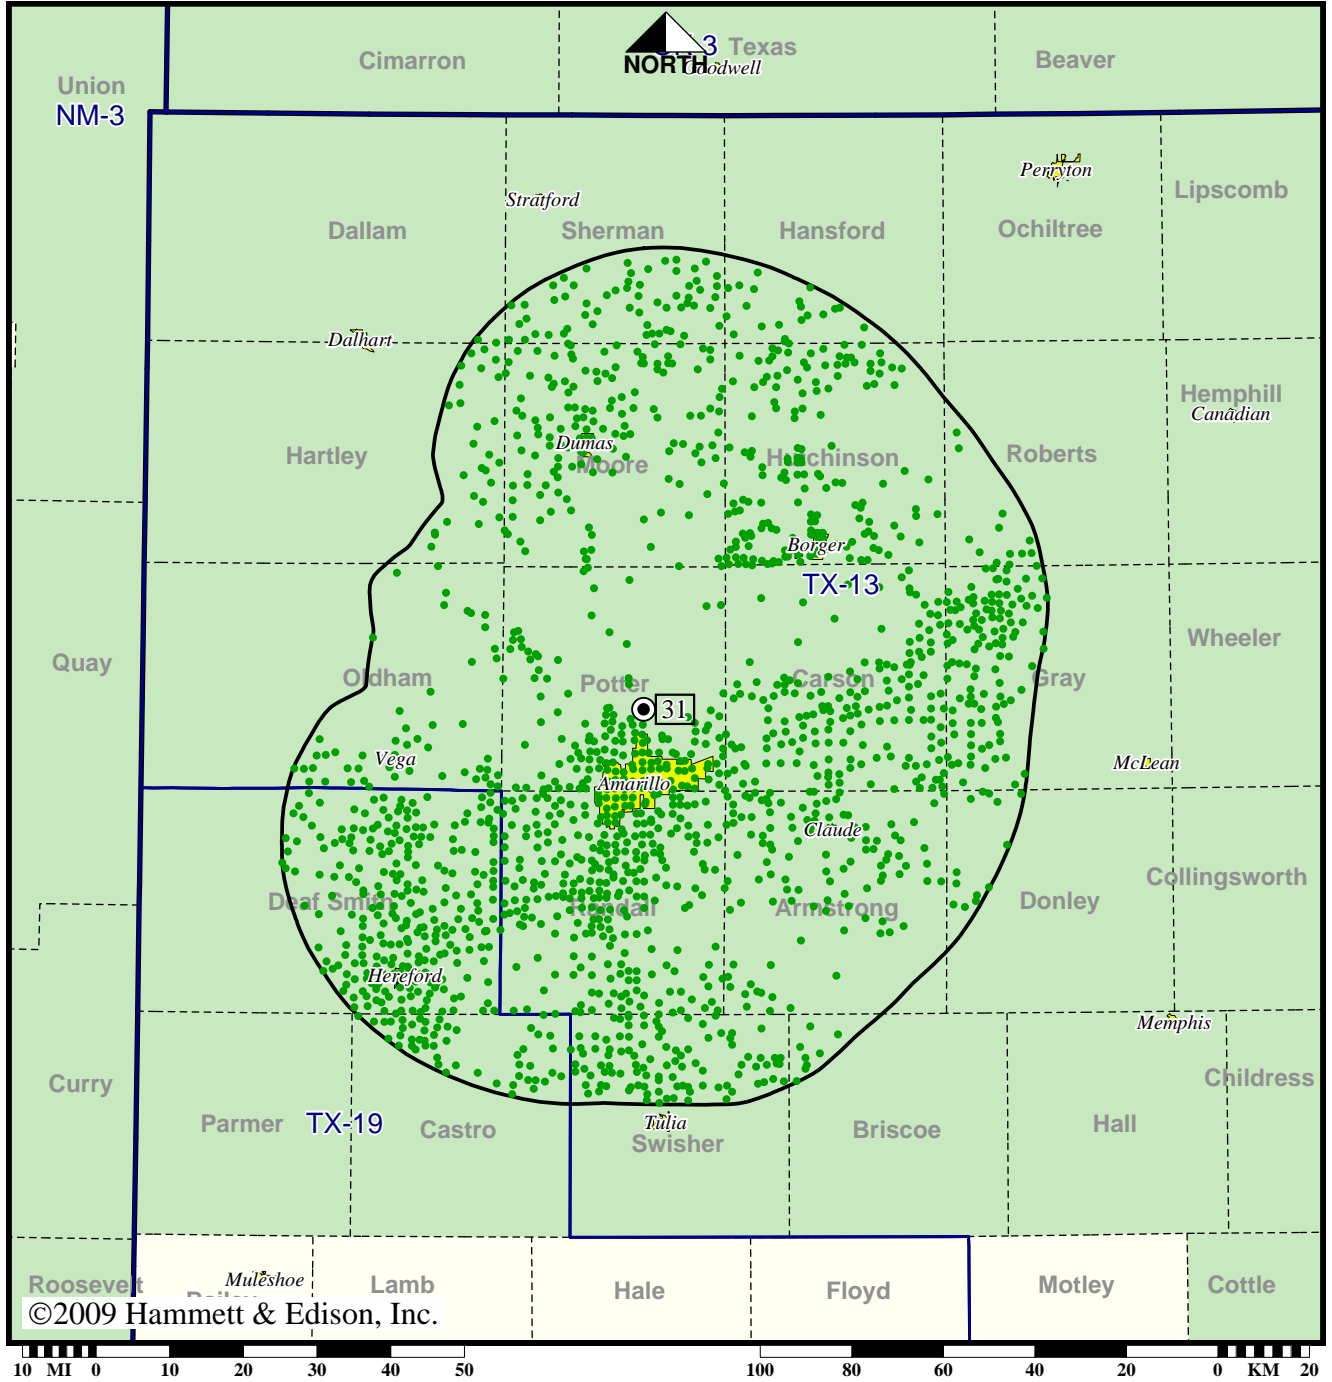 Cimarron
Texas
Beaver
NORTH
Goodwell
Union
NM-3
Perryton
Lipscomb
Stratford
Dallam
Sherman
Hansford
Ochiltree
Dalhart
Hemphill
Canadian
Dumas
Hartley
Moore
Hutchinson
Roberts
Borger
TX-13
Quay
Oldham
Potter
Carson
Gray
Wheeler
31
Vega
Amarillo
McLean
Claude
Deaf Smith
Randall
Armstrong
Donley
Collingsworth
Hereford
Memphis
Curry
Childress
Parmer
TX-19
Castro
Tulia
Swisher
Briscoe
Hall
Roosevelt
Muleshoe
Lamb
Hale
Floyd
Motley
Cottle
©2009 Hammett & Edison, Inc.
10 MI 0 10 20 30 40 50
100 80 60 40 20 0 KM 20